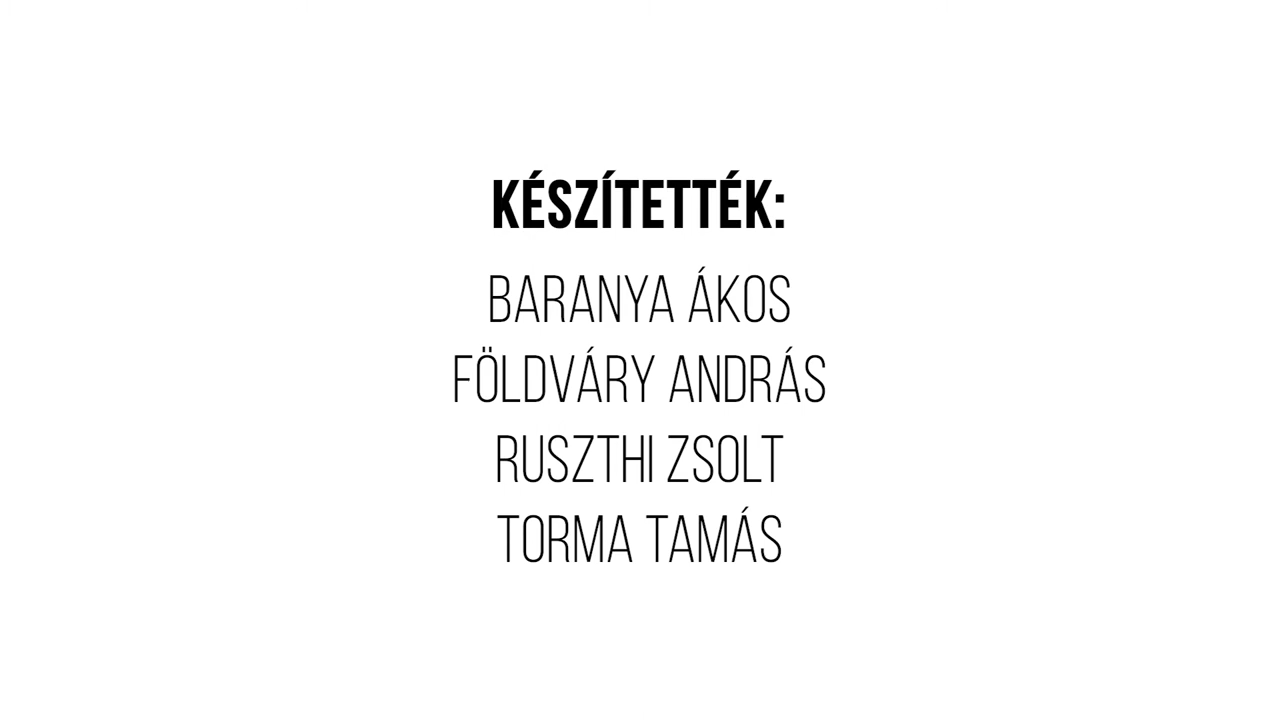 KÉSZÍTETTÉK:
BARANYA ÁKOS
FÖLDVÁRY ANDRÁS
RUSZTHI ZSOLT
TORMA TAMÁS